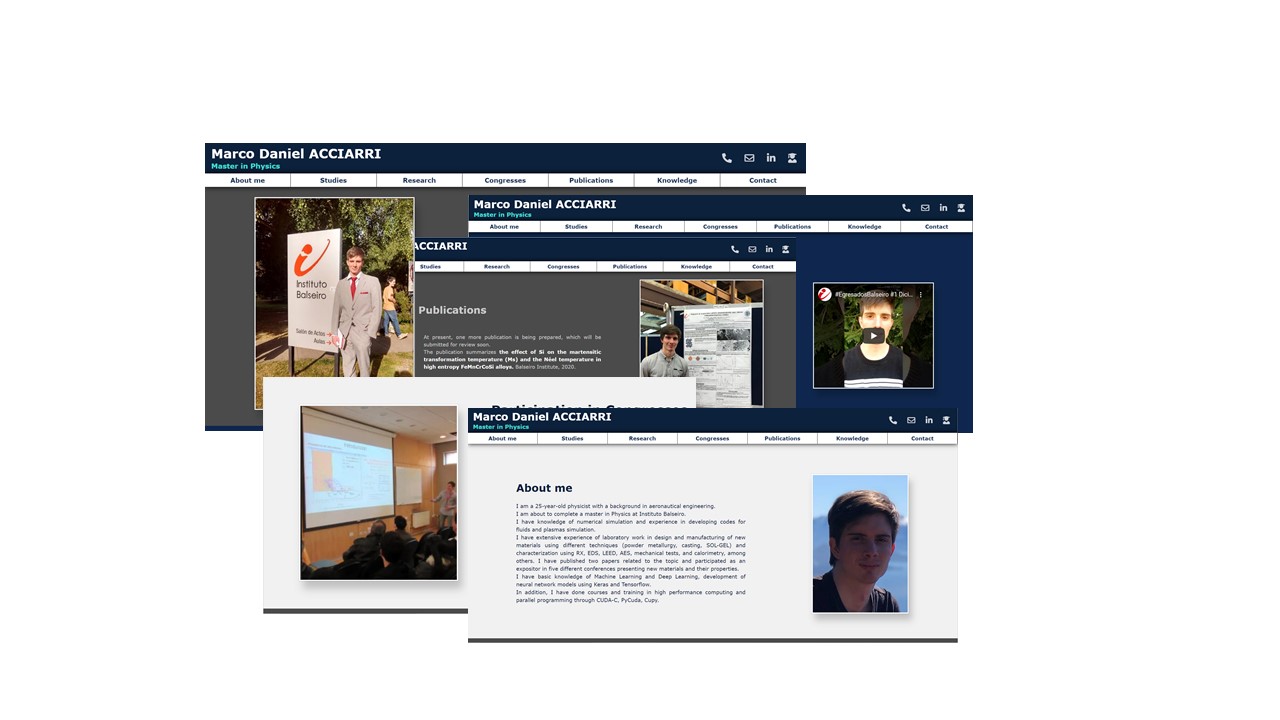 Marco Daniel ACCIARRI
Master in Physics
About me
Studies
Research
Congresses
Publications
Knowledge
Contact
Instituto
Balseiro
Salón de Actos
Aulas
Marco Daniel ACCIARRI
Master in Physics
About me
Studies
Research
Congresses
Publications
Knowledge
Contact
#EgresadosBalseiro #1 Dici...
ACCIARRI
Studies
Research
Congresses
Publications
Knowledge
Contact
Publications
At present, one more publication is being prepared, which will be
submitted for review soon.
The publication summarizes the effect of Si on the martensitic
transformation temperature (Ms) and the Néel temperature in
high entropy FeMnCrCoSi alloys. Balseiro Institute, 2020.
Participation in Congresses
Marco Daniel ACCIARRI
Master in Physics
About me
Studies
Research
Congresses
Publications
Knowledge
Contact
About me
I am a 25-year-old physicist with a background in aeronautical engineering.
I am about to complete a master in Physics at Instituto Balseiro.
I have knowledge of numerical simulation and experience in developing codes for
fluids and plasmas simulation.
I have extensive experience of laboratory work in design and manufacturing of new
materials using different techniques (powder metallurgy, casting, SOL-GEL) and
characterization using RX, EDS, LEED, AES, mechanical tests, and calorimetry, among
others. I have published two papers related to the topic and participated as an
expositor in five different conferences presenting new materials and their properties.
I have basic knowledge of Machine Learning and Deep Learning, development of
neural network models using Keras and Tensorflow.
In addition, I have done courses and training in high performance computing and
parallel programming through CUDA-C, PyCuda, Cupy.